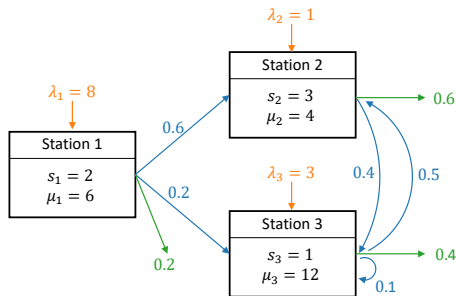 λ₂ = 1
Station 2
s₂ = 3
μ₂ = 4
0.6
λ₁ = 8
Station 1
s₁ = 2
μ₁ = 6
0.6
0.2
0.2
0.4
0.5
λ₃ = 3
Station 3
s₃ = 1
μ₃ = 12
0.4
0.1